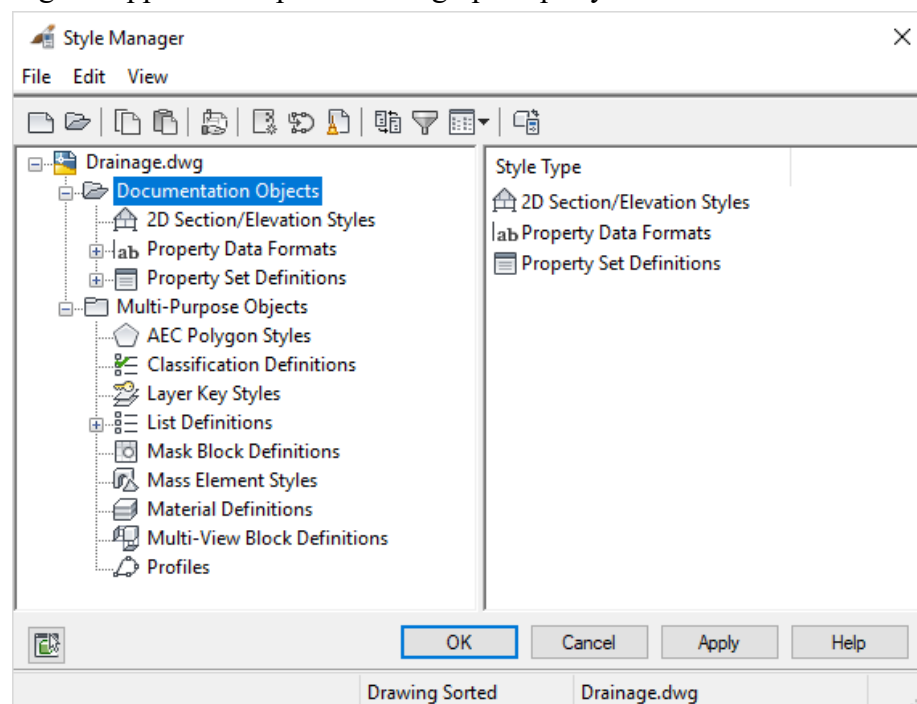 Style Manager
File Edit View
Drainage.dwg
Documentation Objects
2D Section/Elevation Styles
ab Property Data Formats
Property Set Definitions
Multi-Purpose Objects
AEC Polygon Styles
Classification Definitions
Layer Key Styles
List Definitions
Mask Block Definitions
Mass Element Styles
Material Definitions
Multi-View Block Definitions
Profiles
Style Type
2D Section/Elevation Styles
ab Property Data Formats
Property Set Definitions
OK Cancel Apply Help
Drawing Sorted Drainage.dwg